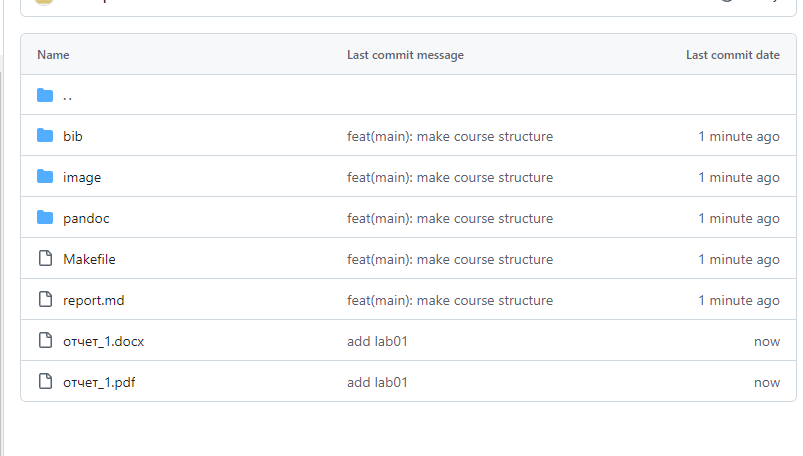 Name Last commit message Last commit date
..
bib feat(main): make course structure 1 minute ago
image feat(main): make course structure 1 minute ago
pandoc feat(main): make course structure 1 minute ago
Makefile feat(main): make course structure 1 minute ago
report.md feat(main): make course structure 1 minute ago
отчет_1.docx add lab01 now
отчет_1.pdf add lab01 now